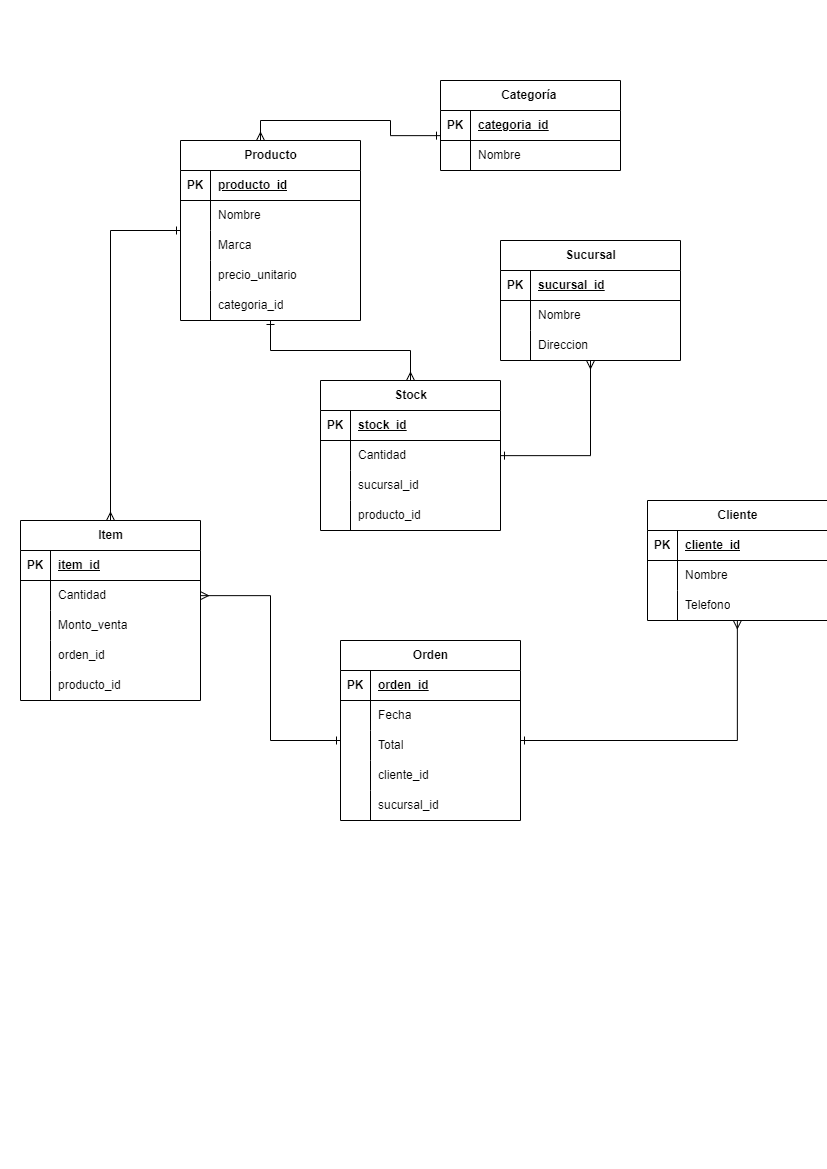 Categoría
PK categoria_id
Nombre
Producto
PK producto_id
Nombre
Marca
precio_unitario
categoria_id
Sucursal
PK sucursal_id
Nombre
Direccion
Stock
PK stock_id
Cantidad
sucursal_id
producto_id
Cliente
PK cliente_id
Nombre
Telefono
Item
PK item_id
Cantidad
Monto_venta
orden_id
producto_id
Orden
PK orden_id
Fecha
Total
cliente_id
sucursal_id